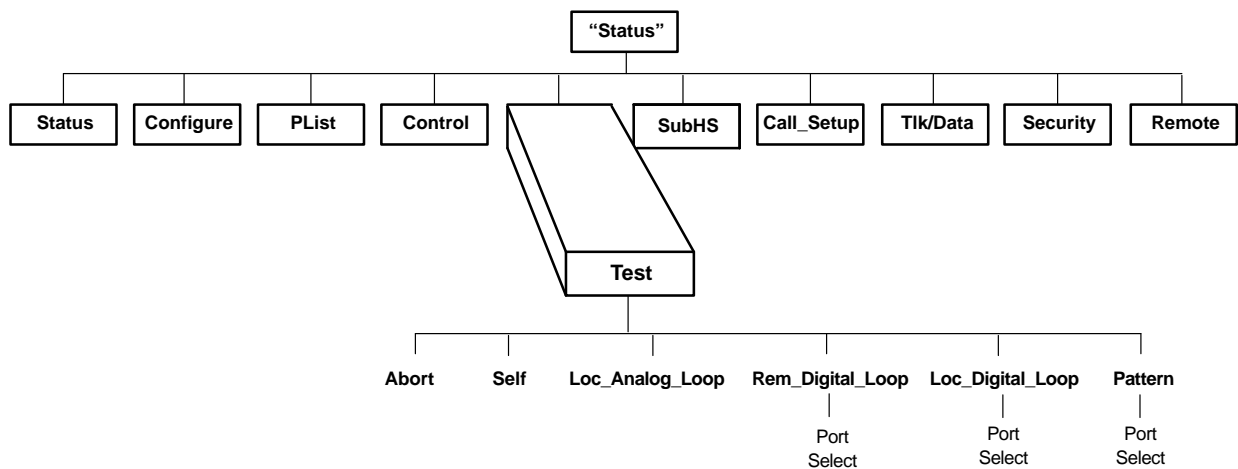 “Status”
Status Configure PList Control SubHS Call_Setup Tlk/Data Security Remote
Test
Abort Self Loc_Analog_Loop Rem_Digital_Loop Loc_Digital_Loop Pattern
Port Port Port
Select Select Select